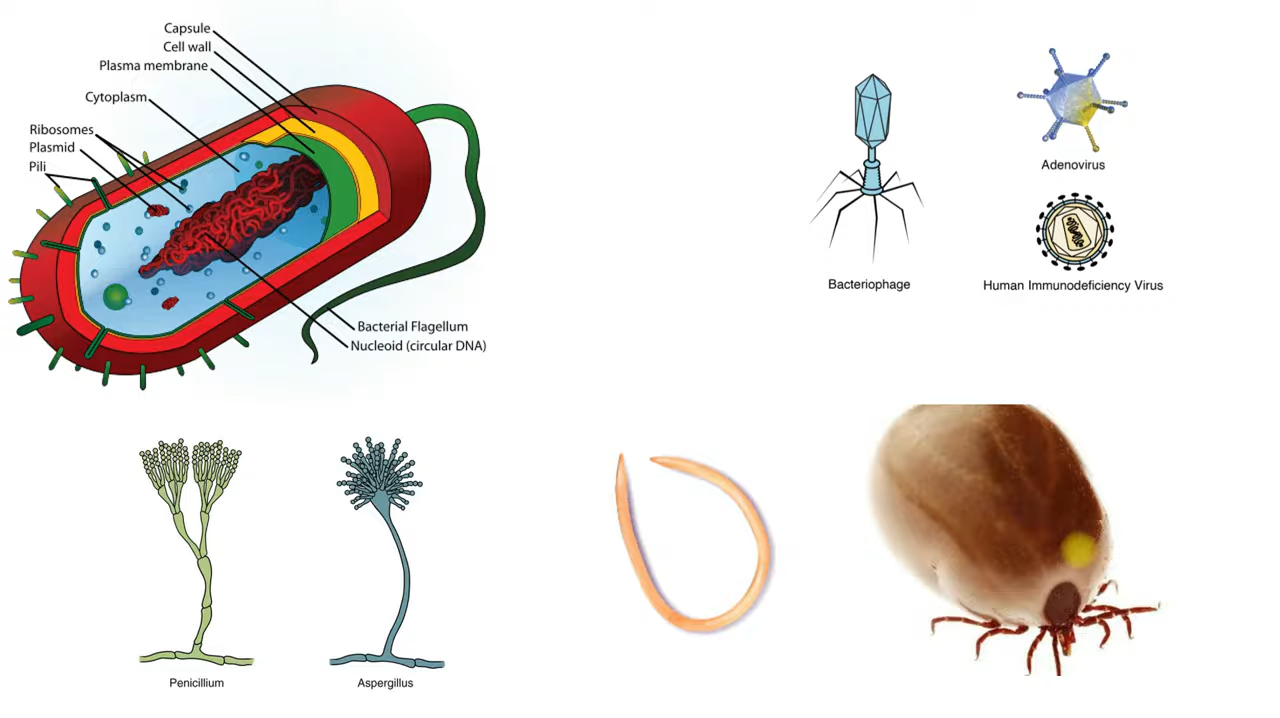 Capsule
Cell wall
Plasma membrane
Cytoplasm
Ribosomes
Plasmid
Pili
Bacterial Flagellum
Nucleoid (circular DNA)
Bacteriophage
Adenovirus
Human Immunodeficiency Virus
Penicillium
Aspergillus